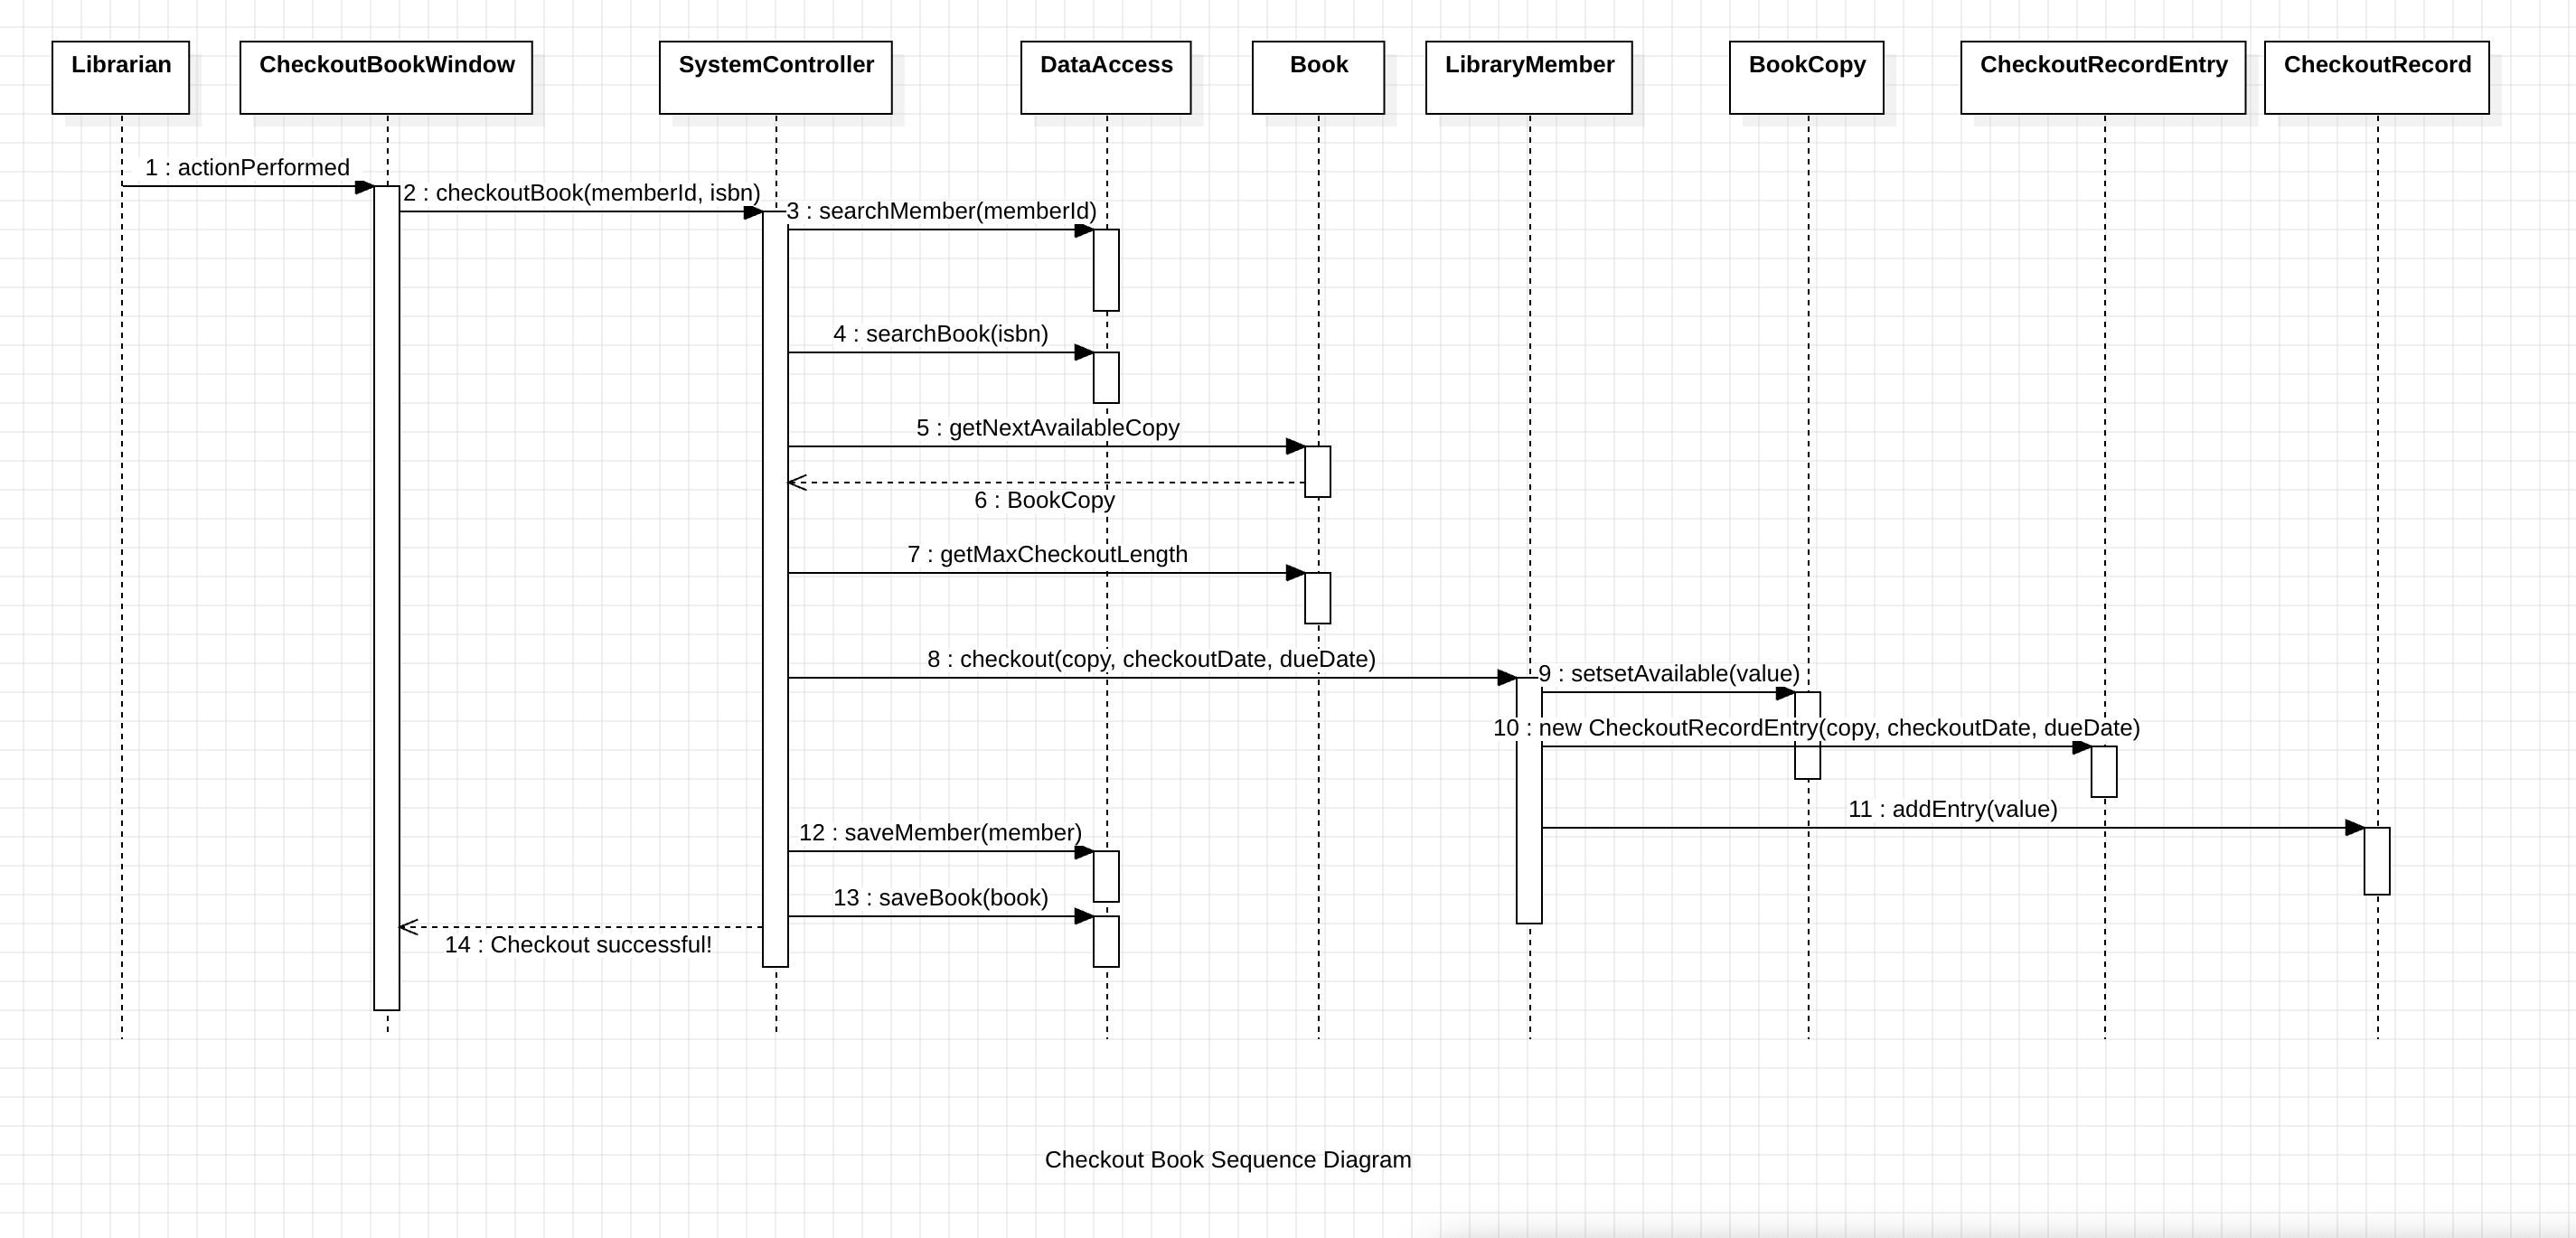 Librarian
CheckoutBookWindow
SystemController
DataAccess
Book
LibraryMember
BookCopy
CheckoutRecordEntry
CheckoutRecord
1 : actionPerformed
2 : checkoutBook(memberId, isbn)
3 : searchMember(memberId)
4 : searchBook(isbn)
5 : getNextAvailableCopy
6 : BookCopy
7 : getMaxCheckoutLength
8 : checkout(copy, checkoutDate, dueDate)
9 : setsetAvailable(value)
10 : new CheckoutRecordEntry(copy, checkoutDate, dueDate)
11 : addEntry(value)
12 : saveMember(member)
13 : saveBook(book)
14 : Checkout successful!
Checkout Book Sequence Diagram